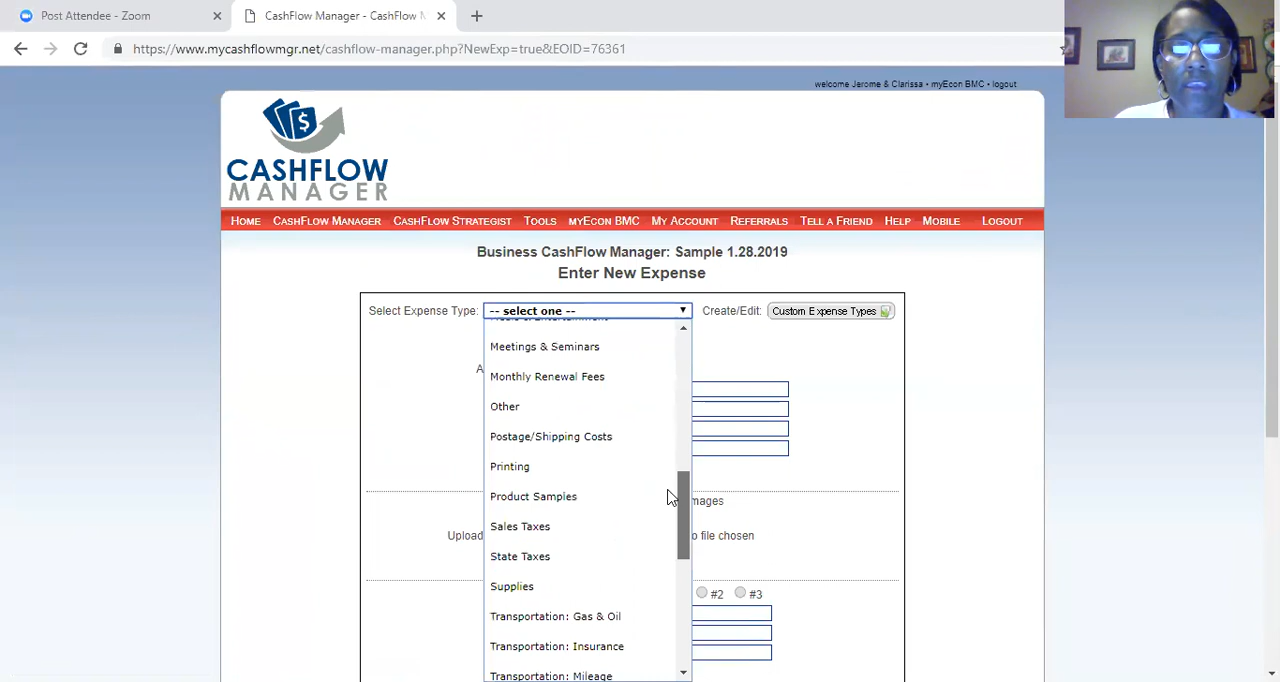 Post Attendee - Zoom
CashFlow Manager - CashFlow M
https://www.mycashflowmgr.net/cashflow-manager.php?NewExp=true&EOID=76361
welcome Jerome & Clarissa • myEcon BMC • logout
$
CASHFLOW
MANAGER
HOME CASHFLOW MANAGER CASHFLOW STRATEGIST TOOLS MYECON BMC MY ACCOUNT REFERRALS TELL A FRIEND HELP MOBILE LOGOUT
Business CashFlow Manager: Sample 1.28.2019
Enter New Expense
Select Expense Type: -- select one -- Create/Edit: Custom Expense Types
Meetings & Seminars
A
Monthly Renewal Fees
Other
Postage/Shipping Costs
Printing
Product Samples
mages
Sales Taxes
Upload
o file chosen
State Taxes
Supplies
#2 #3
Transportation: Gas & Oil
Transportation: Insurance
Transportation: Mileage